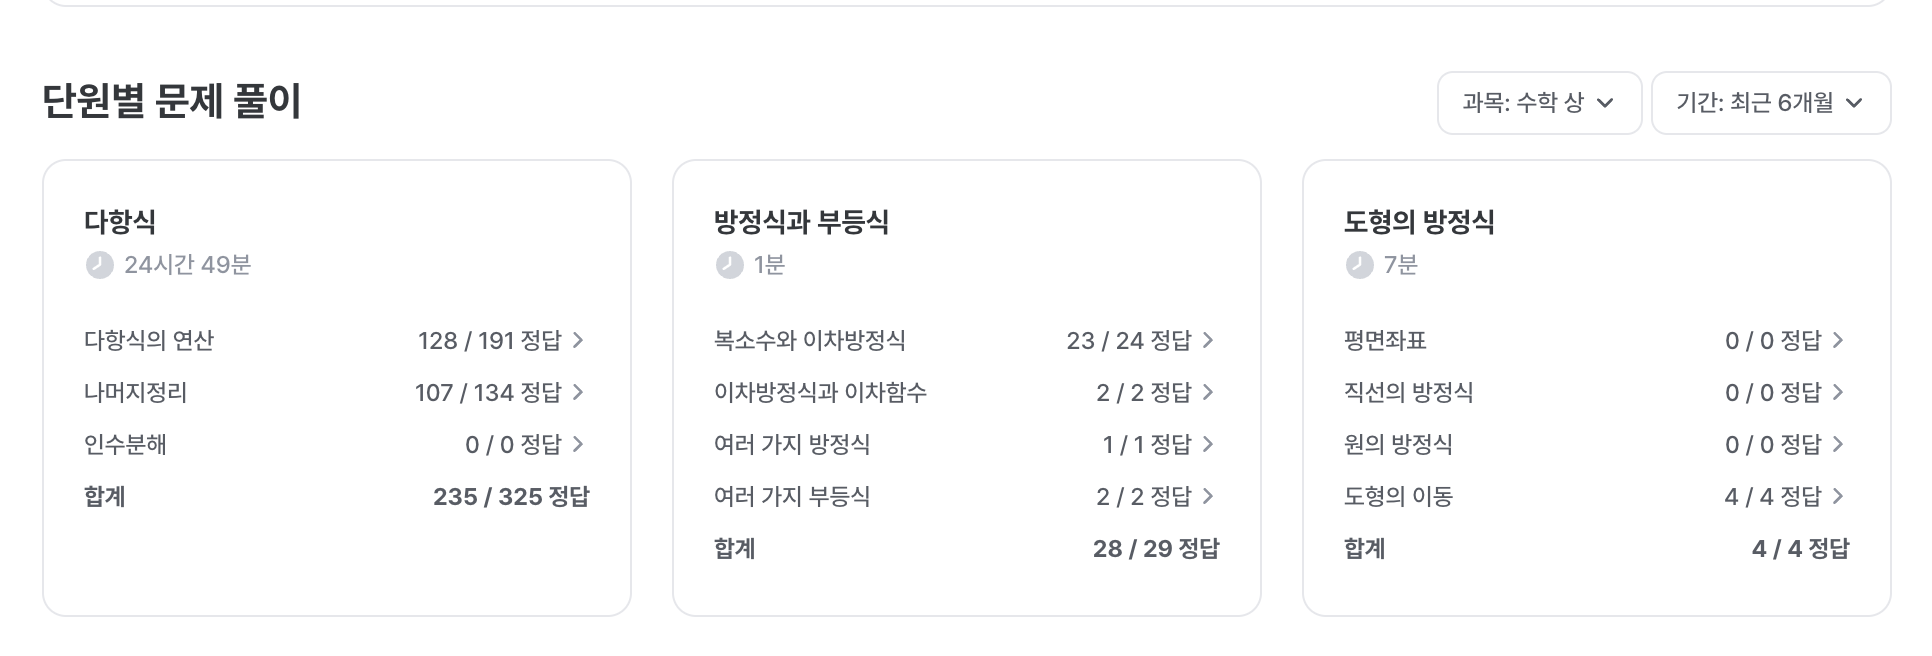 단원별 문제 풀이
과목: 수학 상
기간: 최근 6개월
다항식
24시간 49분
다항식의 연산 128 / 191 정답
나머지정리 107 / 134 정답
인수분해 0 / 0 정답
합계 235 / 325 정답
방정식과 부등식
1분
복소수와 이차방정식 23 / 24 정답
이차방정식과 이차함수 2 / 2 정답
여러 가지 방정식 1 / 1 정답
여러 가지 부등식 2 / 2 정답
합계 28 / 29 정답
도형의 방정식
7분
평면좌표 0 / 0 정답
직선의 방정식 0 / 0 정답
원의 방정식 0 / 0 정답
도형의 이동 4 / 4 정답
합계 4 / 4 정답